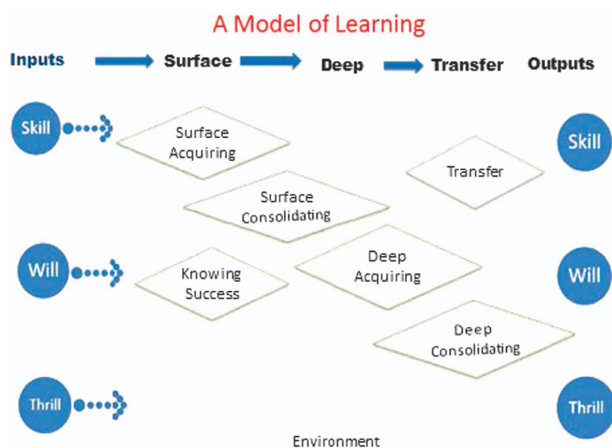 A Model of Learning
Inputs Surface Deep Transfer Outputs
Skill
Surface
Acquiring
Transfer
Skill
Surface
Consolidating
Will
Knowing
Success
Deep
Acquiring
Will
Deep
Consolidating
Thrill
Thrill
Environment